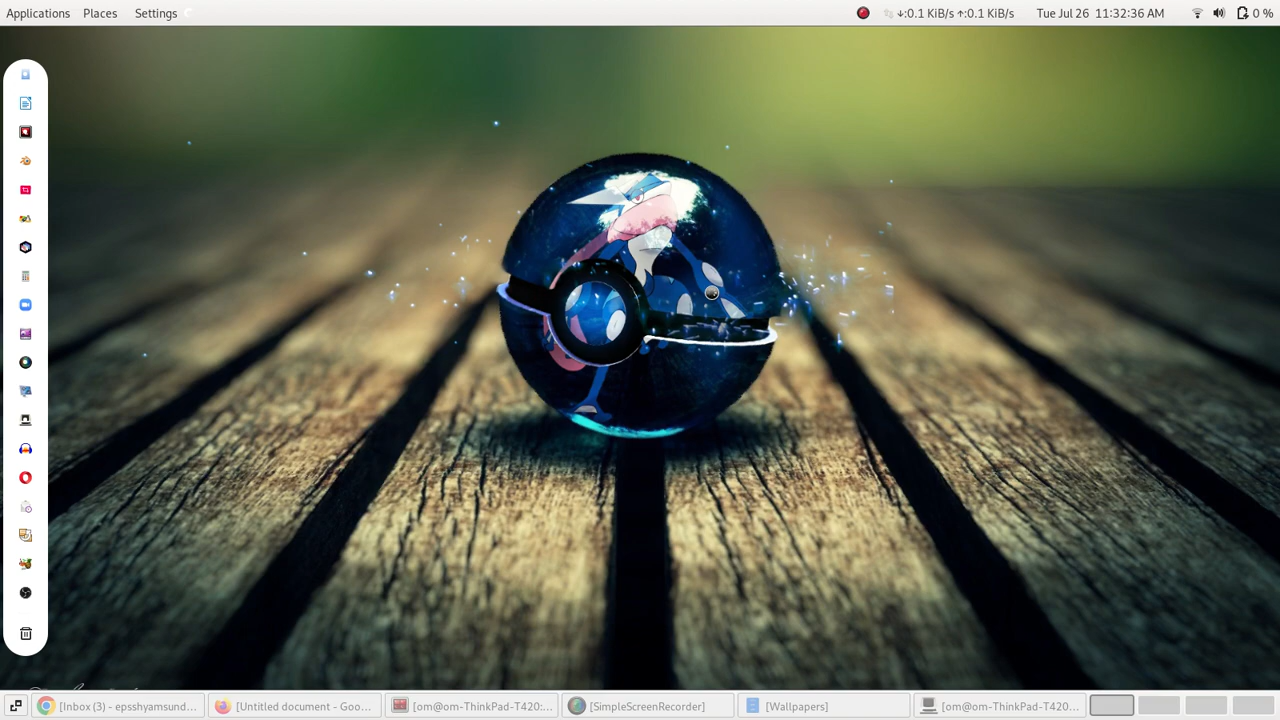 Applications Places Settings ↓:0.1 KiB/s ↑:0.1 KiB/s Tue Jul 26 11:32:36 AM 0 %
[Inbox (3) - epsshyamsund... [Untitled document - Goo... [om@om-ThinkPad-T420:... [SimpleScreenRecorder] [Wallpapers] [om@om-ThinkPad-T420...